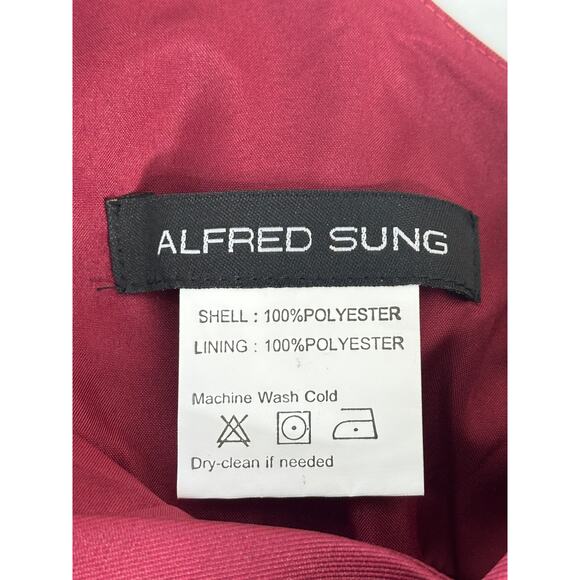 ALFRED SUNG
SHELL : 100%POLYESTER
LINING : 100%POLYESTER
Machine Wash Cold
Dry-clean if needed